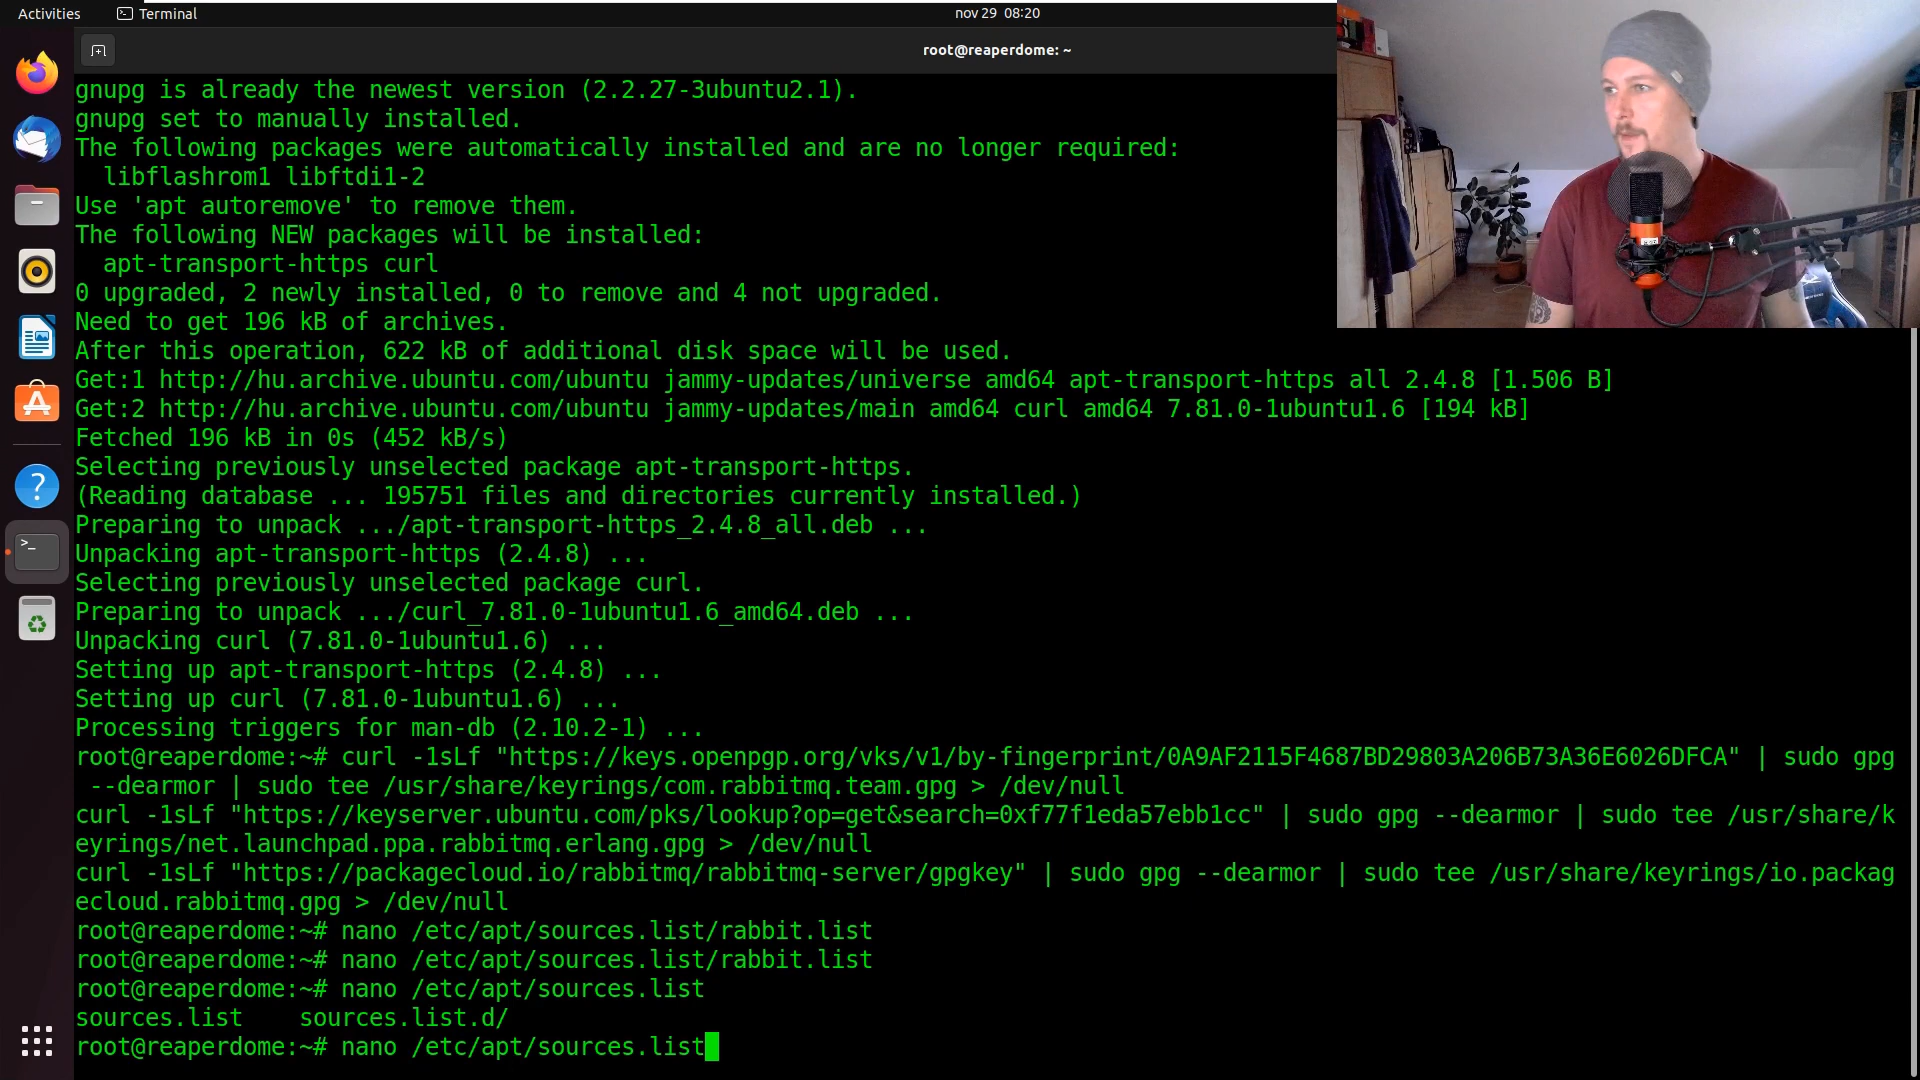 Activities
Terminal
nov 29 08:20
root@reaperdome: ~
gnupg is already the newest version (2.2.27-3ubuntu2.1).
gnupg set to manually installed.
The following packages were automatically installed and are no longer required:
  libflashrom1 libftdi1-2
Use 'apt autoremove' to remove them.
The following NEW packages will be installed:
  apt-transport-https curl
0 upgraded, 2 newly installed, 0 to remove and 4 not upgraded.
Need to get 196 kB of archives.
After this operation, 622 kB of additional disk space will be used.
Get:1 http://hu.archive.ubuntu.com/ubuntu jammy-updates/universe amd64 apt-transport-https all 2.4.8 [1.506 B]
Get:2 http://hu.archive.ubuntu.com/ubuntu jammy-updates/main amd64 curl amd64 7.81.0-1ubuntu1.6 [194 kB]
Fetched 196 kB in 0s (452 kB/s)
Selecting previously unselected package apt-transport-https.
(Reading database ... 195751 files and directories currently installed.)
Preparing to unpack .../apt-transport-https_2.4.8_all.deb ...
Unpacking apt-transport-https (2.4.8) ...
Selecting previously unselected package curl.
Preparing to unpack .../curl_7.81.0-1ubuntu1.6_amd64.deb ...
Unpacking curl (7.81.0-1ubuntu1.6) ...
Setting up apt-transport-https (2.4.8) ...
Setting up curl (7.81.0-1ubuntu1.6) ...
Processing triggers for man-db (2.10.2-1) ...
root@reaperdome:~# curl -1sLf "https://keys.openpgp.org/vks/v1/by-fingerprint/0A9AF2115F4687BD29803A206B73A36E6026DFCA" | sudo gpg
 --dearmor | sudo tee /usr/share/keyrings/com.rabbitmq.team.gpg > /dev/null
curl -1sLf "https://keyserver.ubuntu.com/pks/lookup?op=get&search=0xf77f1eda57ebb1cc" | sudo gpg --dearmor | sudo tee /usr/share/k
eyrings/net.launchpad.ppa.rabbitmq.erlang.gpg > /dev/null
curl -1sLf "https://packagecloud.io/rabbitmq/rabbitmq-server/gpgkey" | sudo gpg --dearmor | sudo tee /usr/share/keyrings/io.packag
ecloud.rabbitmq.gpg > /dev/null
root@reaperdome:~# nano /etc/apt/sources.list/rabbit.list
root@reaperdome:~# nano /etc/apt/sources.list/rabbit.list
root@reaperdome:~# nano /etc/apt/sources.list
sources.list    sources.list.d/
root@reaperdome:~# nano /etc/apt/sources.list